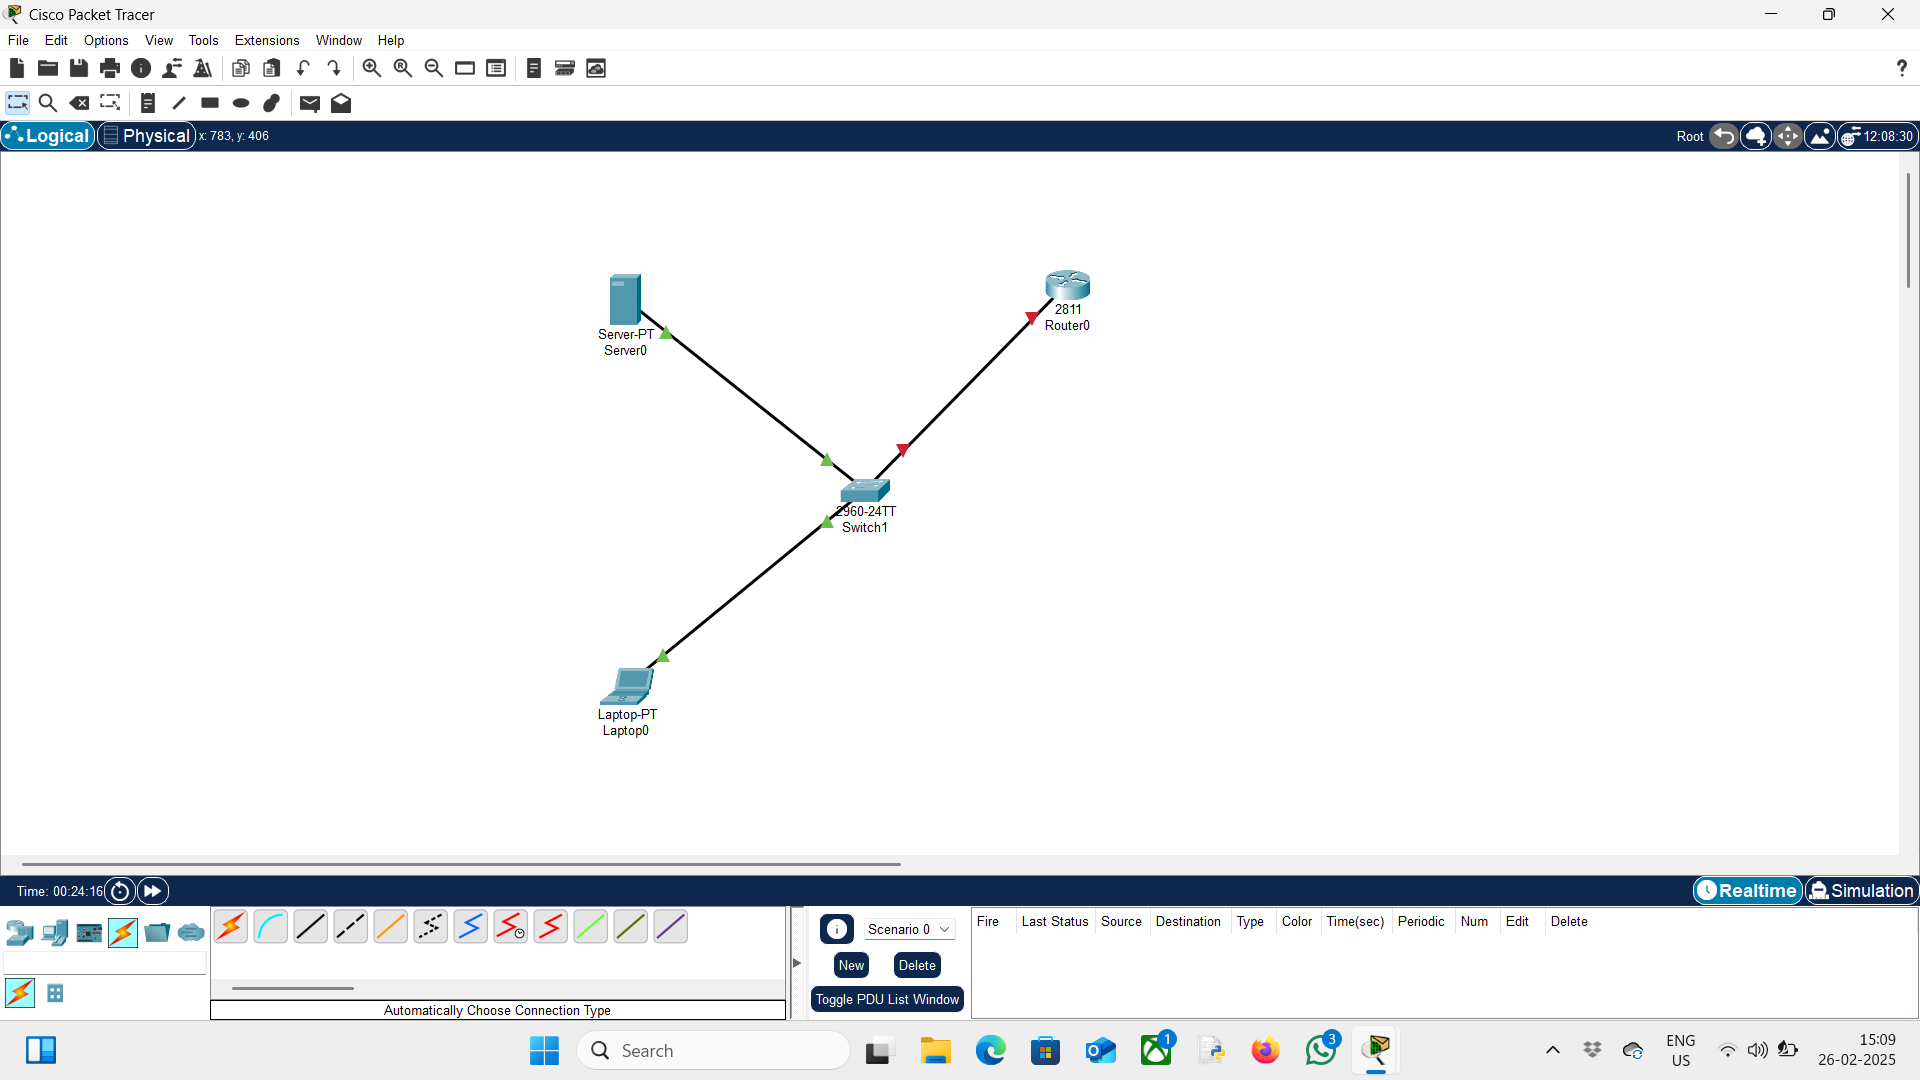 Cisco Packet Tracer
File Edit Options View Tools Extensions Window Help
?
Logical Physical x: 783, y: 406 Root 12:08:30
Server-PT
Server0
2811
Router0
2960-24TT
Switch1
Laptop-PT
Laptop0
Time: 00:24:16 Realtime Simulation
Scenario 0
New Delete
Toggle PDU List Window
Fire Last Status Source Destination Type Color Time(sec) Periodic Num Edit Delete
Automatically Choose Connection Type
Search
1
3
ENG
US
15:09
26-02-2025